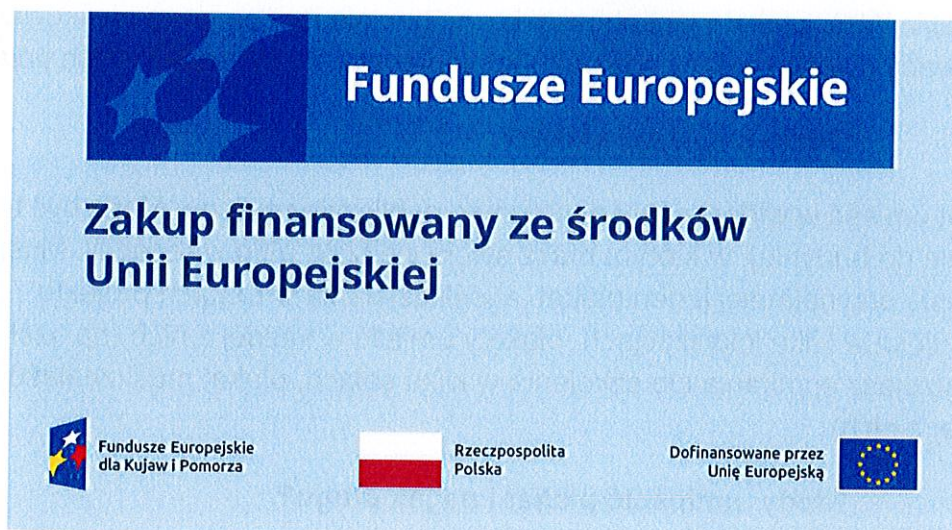 Fundusze Europejskie
Zakup finansowany ze środków
Unii Europejskiej
Fundusze Europejskie
dla Kujaw i Pomorza
Rzeczpospolita
Polska
Dofinansowane przez
Unię Europejską